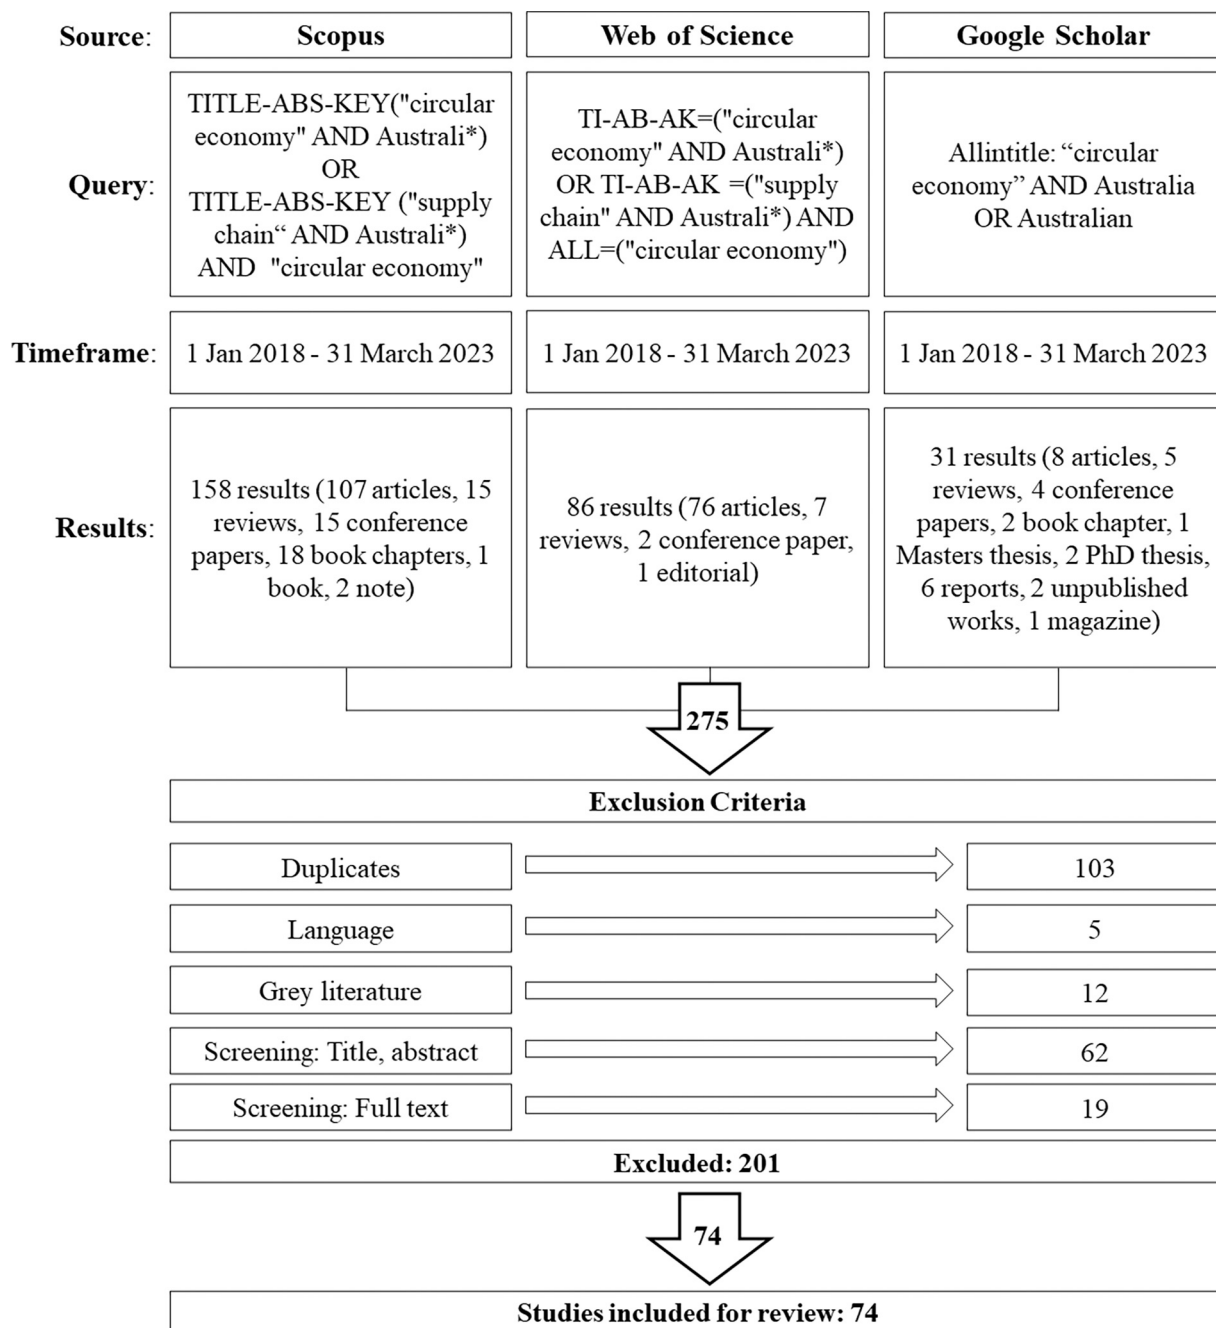 Source: Scopus Web of Science Google Scholar
Query:
TITLE-ABS-KEY("circular
economy" AND Australi*)
OR
TITLE-ABS-KEY ("supply
chain“ AND Australi*)
AND "circular economy"
TI-AB-AK=("circular
economy" AND Australi*)
OR TI-AB-AK =("supply
chain" AND Australi*) AND
ALL=("circular economy")
Allintitle: “circular
economy” AND Australia
OR Australian
Timeframe: 1 Jan 2018 - 31 March 2023 1 Jan 2018 - 31 March 2023 1 Jan 2018 - 31 March 2023
Results:
158 results (107 articles, 15
reviews, 15 conference
papers, 18 book chapters, 1
book, 2 note)
86 results (76 articles, 7
reviews, 2 conference paper,
1 editorial)
31 results (8 articles, 5
reviews, 4 conference
papers, 2 book chapter, 1
Masters thesis, 2 PhD thesis,
6 reports, 2 unpublished
works, 1 magazine)
275
Exclusion Criteria
Duplicates 103
Language 5
Grey literature 12
Screening: Title, abstract 62
Screening: Full text 19
Excluded: 201
74
Studies included for review: 74